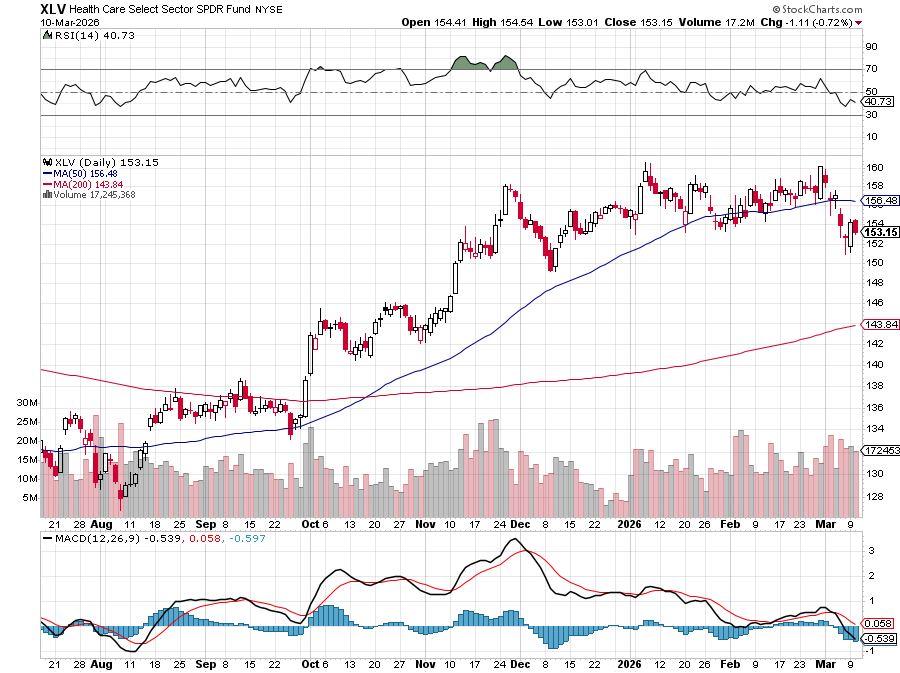 XLV Health Care Select Sector SPDR Fund NYSE © StockCharts.com
10-Mar-2026 Open 154.41 High 154.54 Low 153.01 Close 153.15 Volume 17.2M Chg -1.11 (-0.72%)
RSI(14) 40.73
90
70
50
40.73
30
10
XLV (Daily) 153.15
MA(50) 156.48
MA(200) 143.84
Volume 17,245,368
160
158
156.48
154
153.15
152
150
148
146
143.84
142
140
138
136
134
172453
130
128
30M
25M
20M
15M
10M
5M
21 28 Aug 11 18 25 Sep 8 15 22 Oct 6 13 20 27 Nov 10 17 24 Dec 8 15 22 2026 12 20 26 Feb 9 17 23 Mar 9
MACD(12,26,9) -0.539, 0.058, -0.597
3
2
1
0.058
-0.539
-1
21 28 Aug 11 18 25 Sep 8 15 22 Oct 6 13 20 27 Nov 10 17 24 Dec 8 15 22 2026 12 20 26 Feb 9 17 23 Mar 9